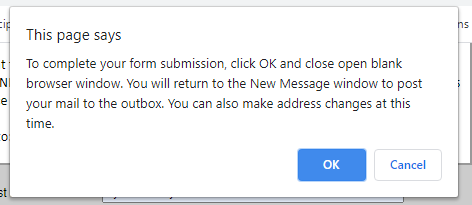 This page says
To complete your form submission, click OK and close open blank
browser window. You will return to the New Message window to post
your mail to the outbox. You can also make address changes at this
time.
OK
Cancel